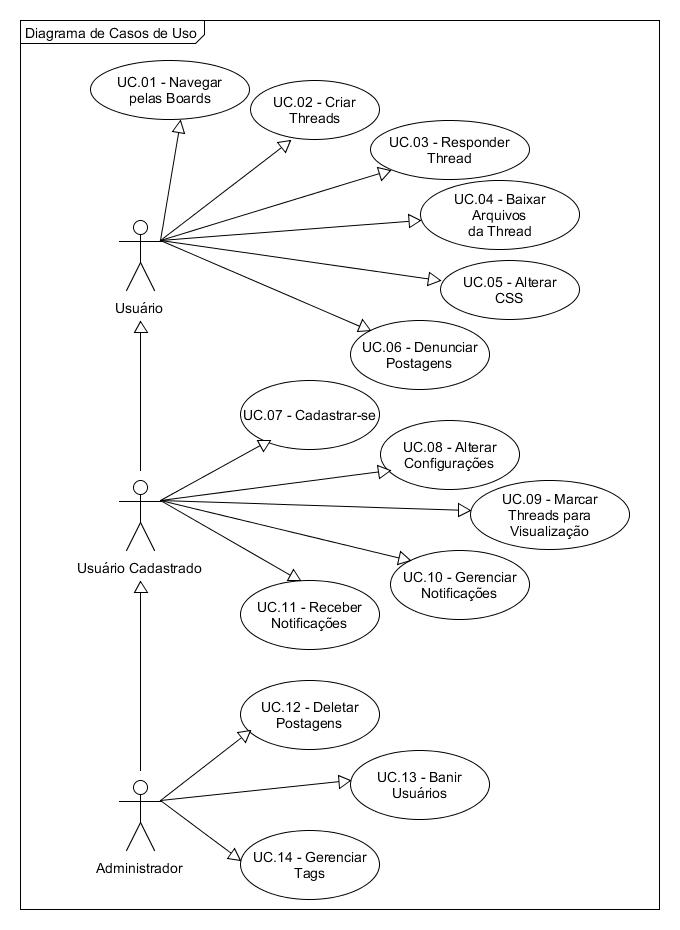 Diagrama de Casos de Uso
UC.01 - Navegar
pelas Boards
UC.02 - Criar
Threads
UC.03 - Responder
Thread
UC.04 - Baixar
Arquivos
da Thread
UC.05 - Alterar
CSS
Usuário
UC.06 - Denunciar
Postagens
UC.07 - Cadastrar-se
UC.08 - Alterar
Configurações
UC.09 - Marcar
Threads para
Visualização
Usuário Cadastrado
UC.10 - Gerenciar
Notificações
UC.11 - Receber
Notificações
UC.12 - Deletar
Postagens
UC.13 - Banir
Usuários
UC.14 - Gerenciar
Tags
Administrador